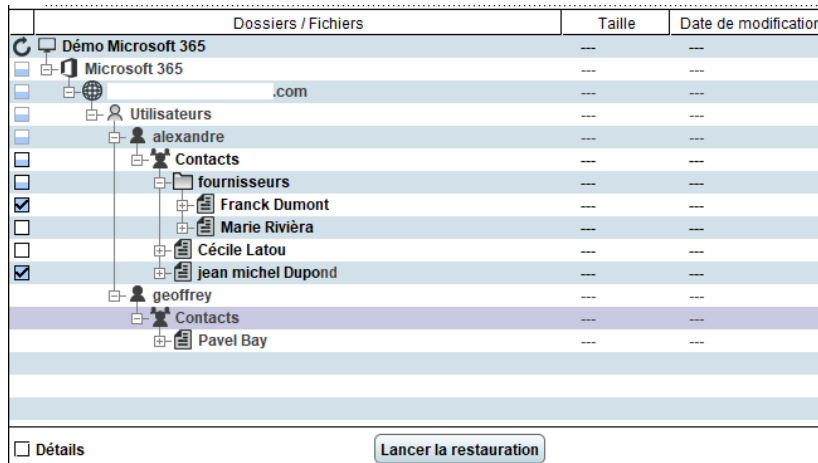 Dossiers / Fichiers Taille Date de modification
Démo Microsoft 365 --- ---
Microsoft 365 --- ---
.com --- ---
Utilisateurs --- ---
alexandre --- ---
Contacts --- ---
fournisseurs --- ---
Franck Dumont --- ---
Marie Rivièra --- ---
Cécile Latou --- ---
jean michel Dupond --- ---
geoffrey --- ---
Contacts --- ---
Pavel Bay --- ---
Détails Lancer la restauration